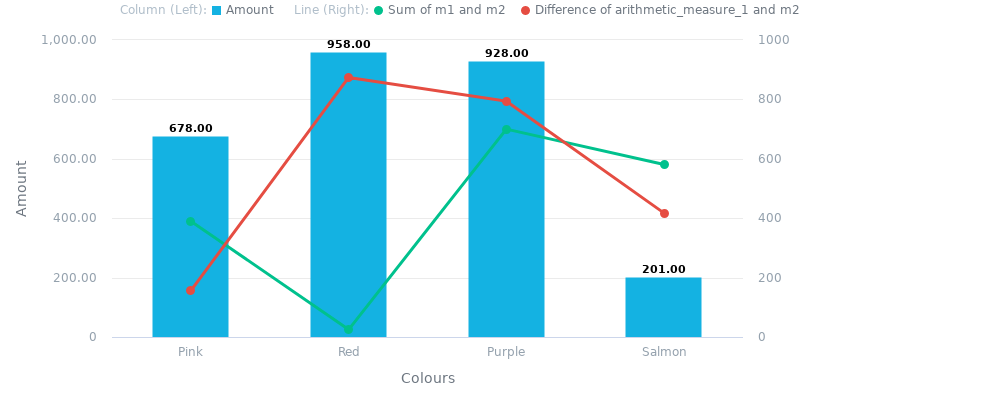 Column (Left): Amount Line (Right): Sum of m1 and m2 Difference of arithmetic_measure_1 and m2
1,000.00 958.00 1000
928.00
800.00 800
678.00
600.00 600
Amount
400.00 400
201.00
200.00 200
0 0
Pink Red Purple Salmon
Colours